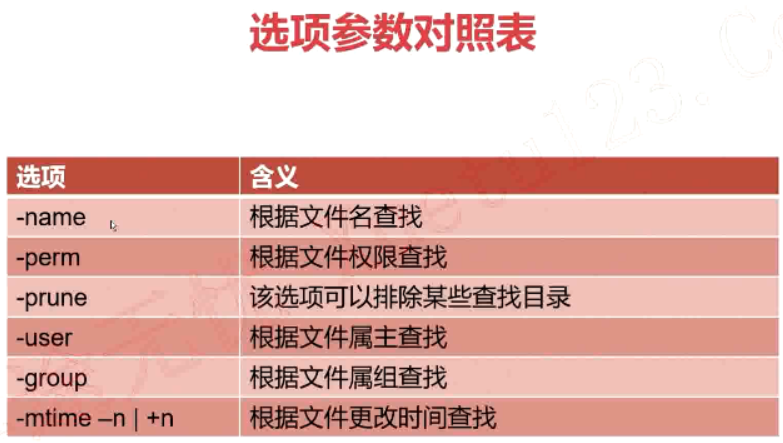 选项参数对照表
选项 含义
-name 根据文件名查找
-perm 根据文件权限查找
-prune 该选项可以排除某些查找目录
-user 根据文件属主查找
-group 根据文件属组查找
-mtime –n | +n 根据文件更改时间查找